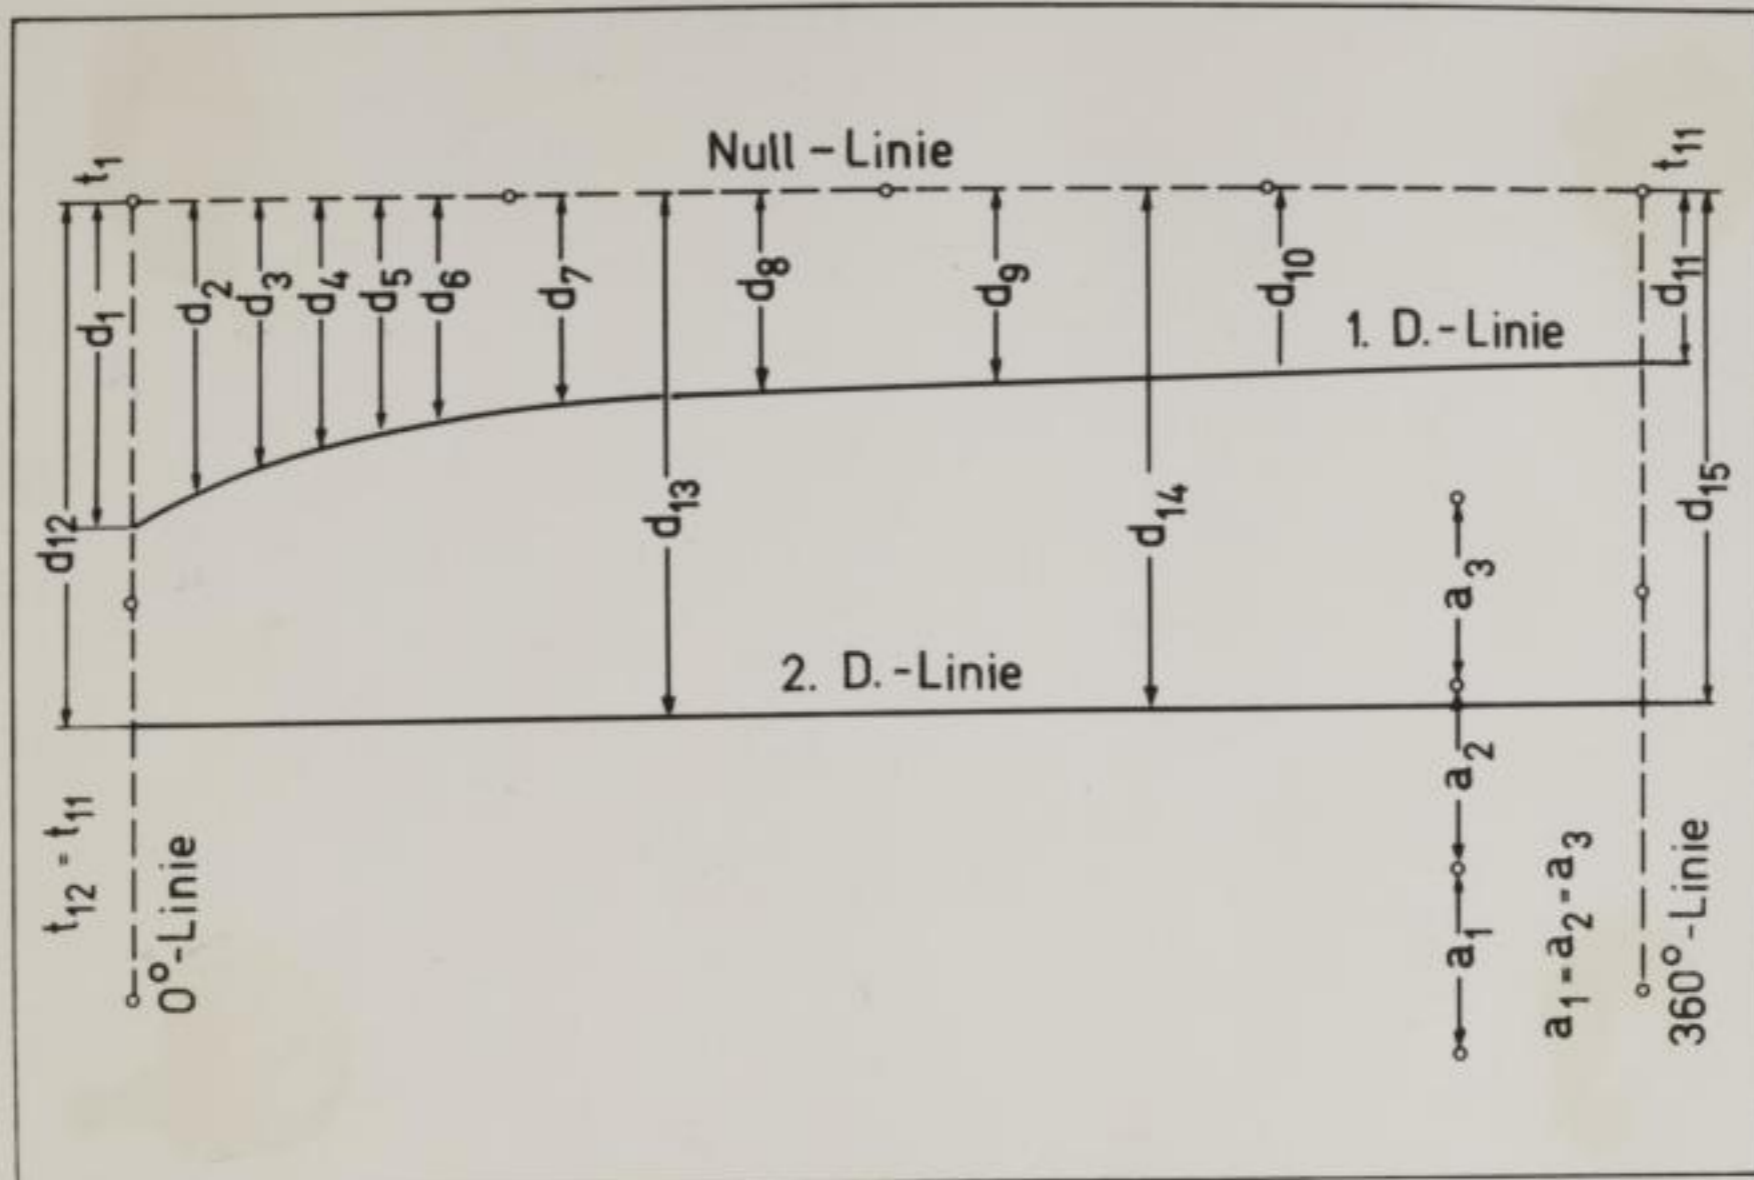 Null – Linie
t₁
t₁₁
d₁
d₂
d₃
d₄
d₅
d₆
d₇
d₈
d₉
d₁₀
d₁₁
1. D.-Linie
d₁₂
d₁₃
d₁₄
d₁₅
2. D.-Linie
a₃
a₂
a₁
t₁₂ = t₁₁
0°-Linie
a₁ = a₂ = a₃
360°-Linie